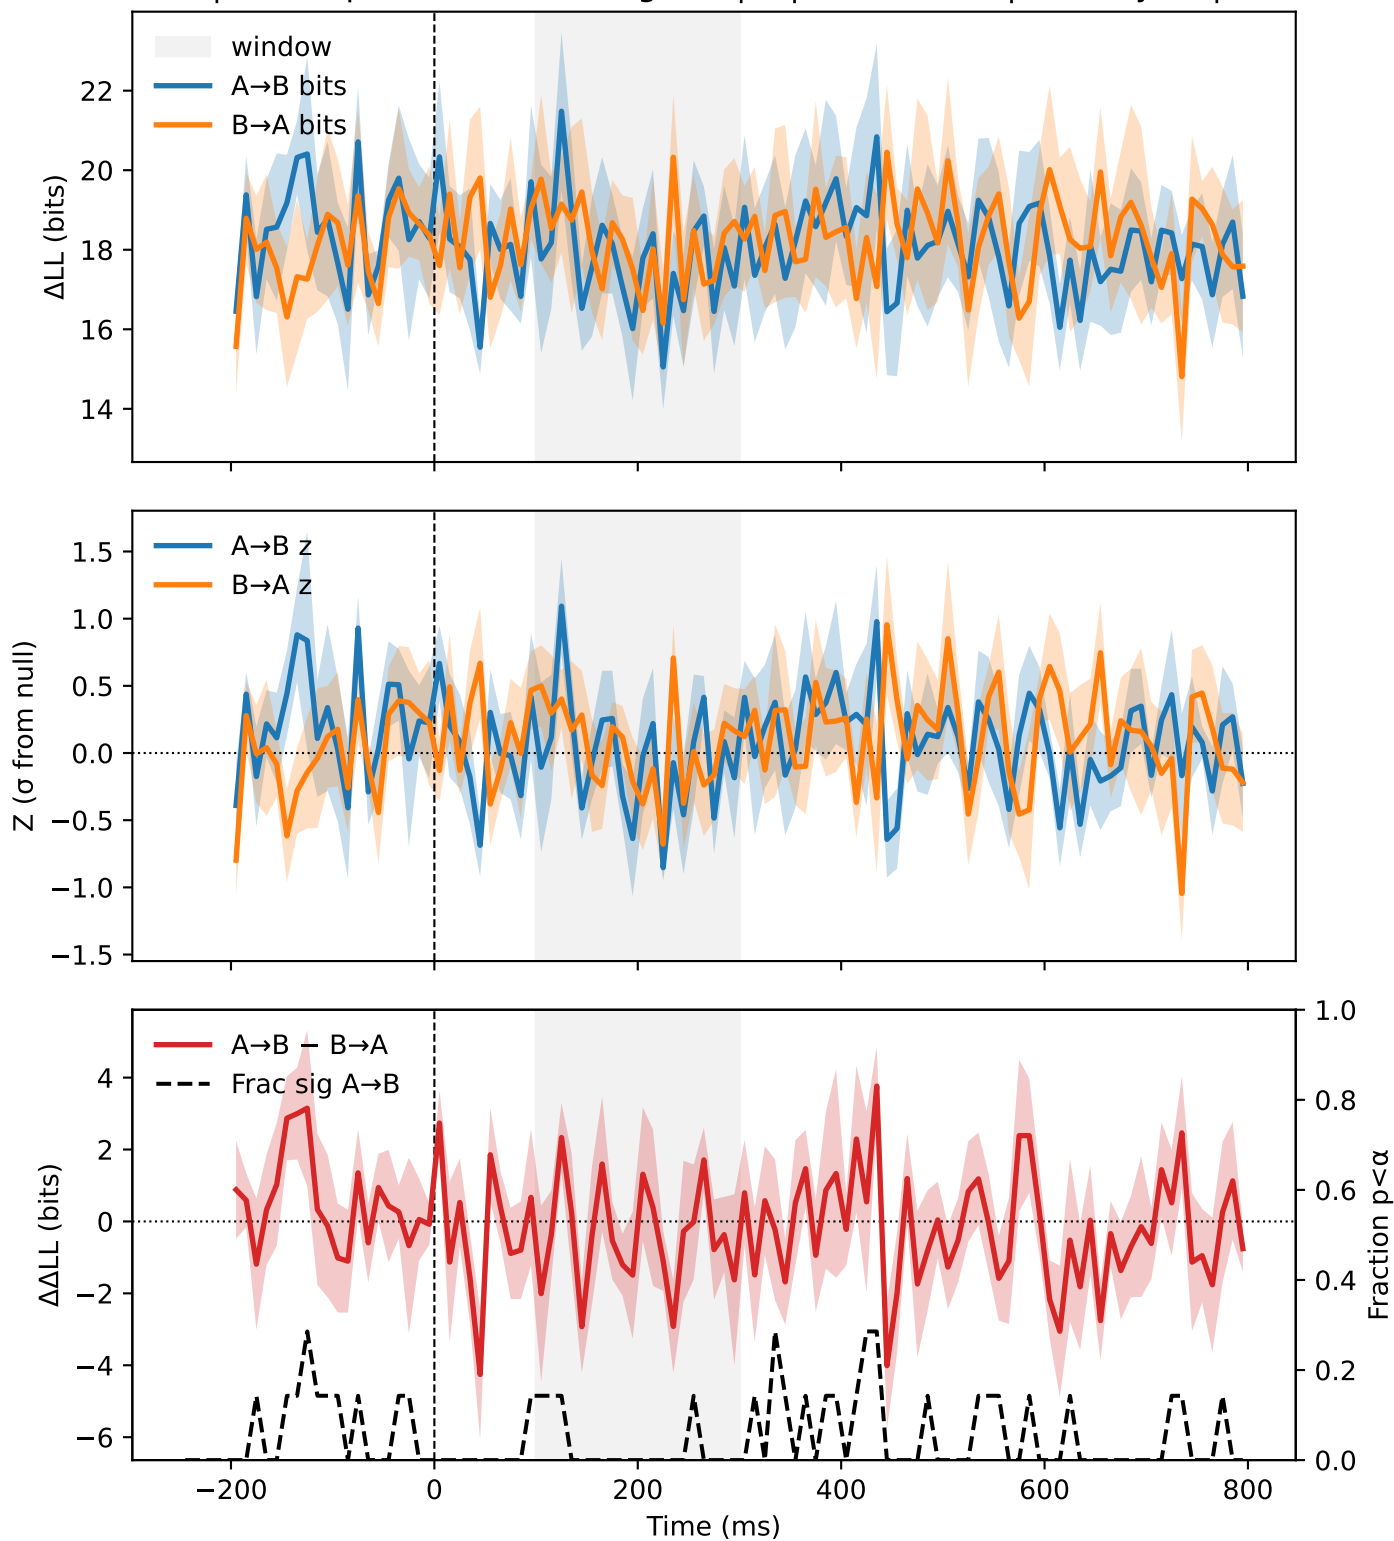 window
A→B bits
B→A bits
22
20
18
16
14
ΔLL (bits)
A→B z
B→A z
1.5
1.0
0.5
0.0
−0.5
−1.0
−1.5
Z (σ from null)
A→B − B→A
Frac sig A→B
4
2
0
−2
−4
−6
ΔΔLL (bits)
1.0
0.8
0.6
0.4
0.2
0.0
Fraction p<α
−200
0
200
400
600
800
Time (ms)